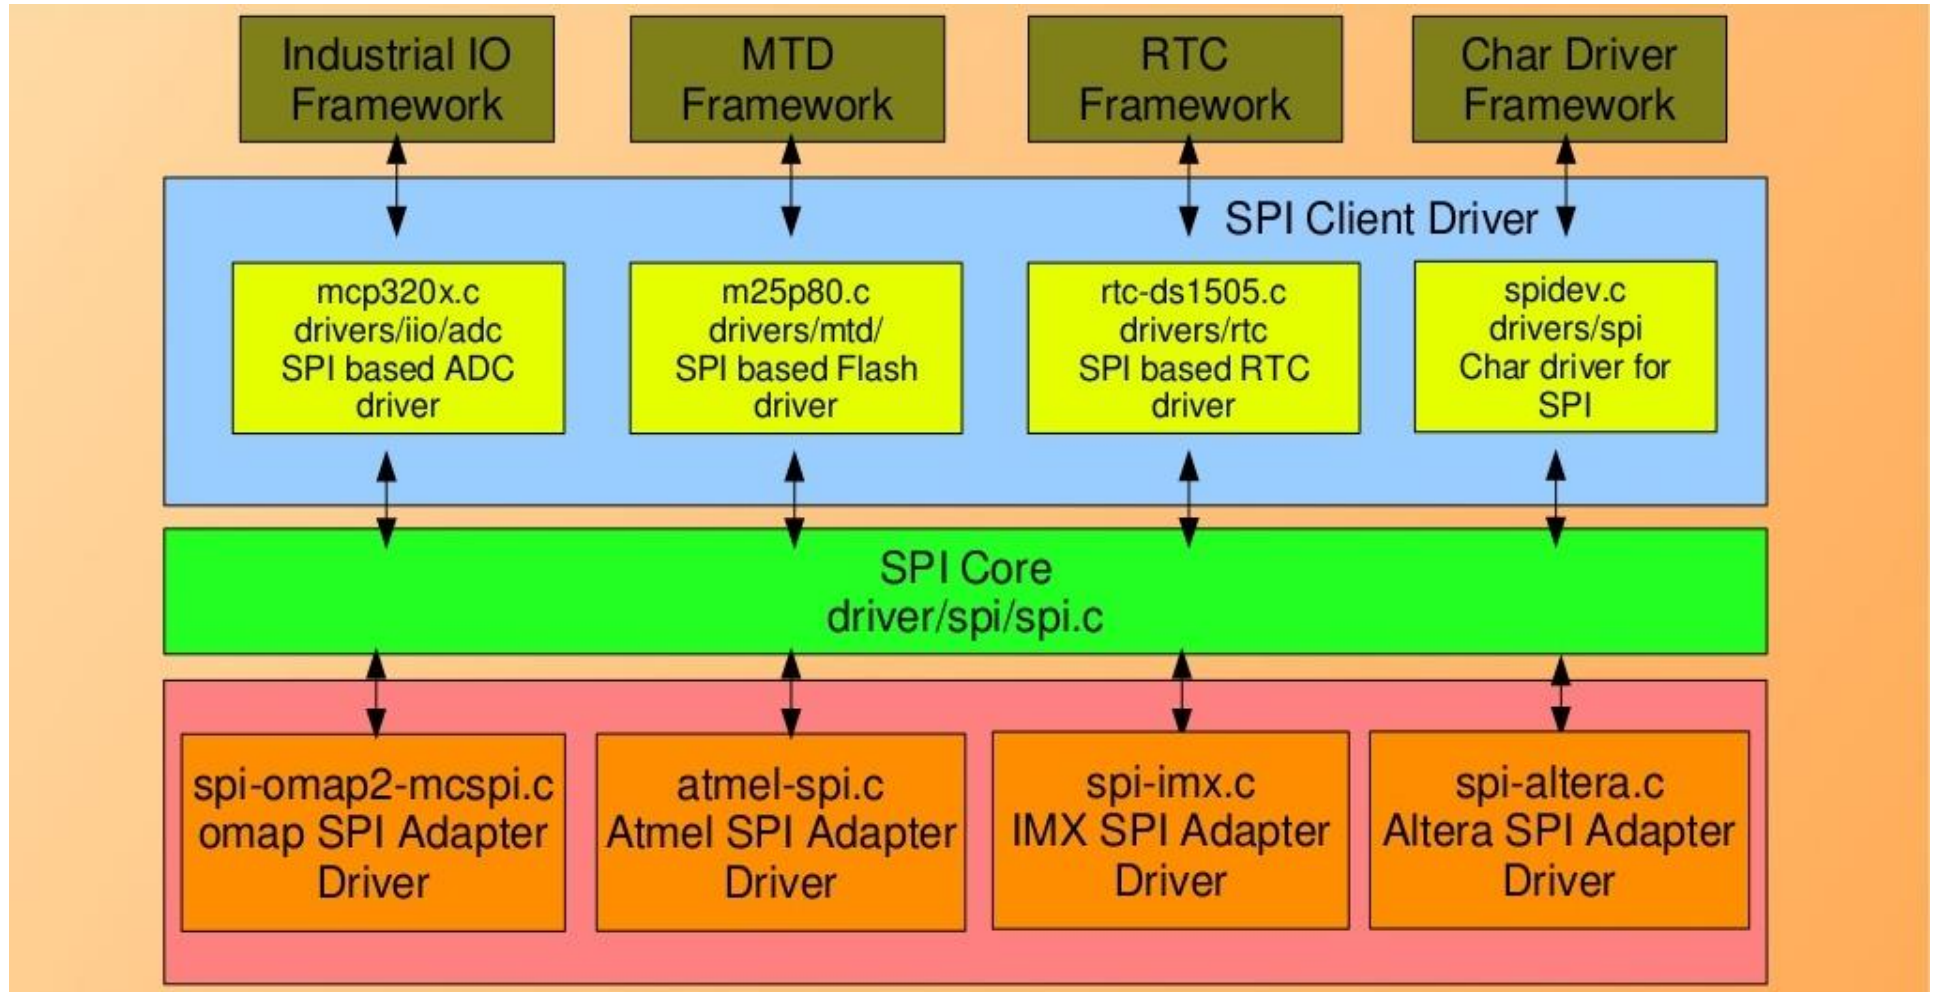 Industrial IO
Framework
MTD
Framework
RTC
Framework
Char Driver
Framework
SPI Client Driver
mcp320x.c
drivers/iio/adc
SPI based ADC
driver
m25p80.c
drivers/mtd/
SPI based Flash
driver
rtc-ds1505.c
drivers/rtc
SPI based RTC
driver
spidev.c
drivers/spi
Char driver for
SPI
SPI Core
driver/spi/spi.c
spi-omap2-mcspi.c
omap SPI Adapter
Driver
atmel-spi.c
Atmel SPI Adapter
Driver
spi-imx.c
IMX SPI Adapter
Driver
spi-altera.c
Altera SPI Adapter
Driver